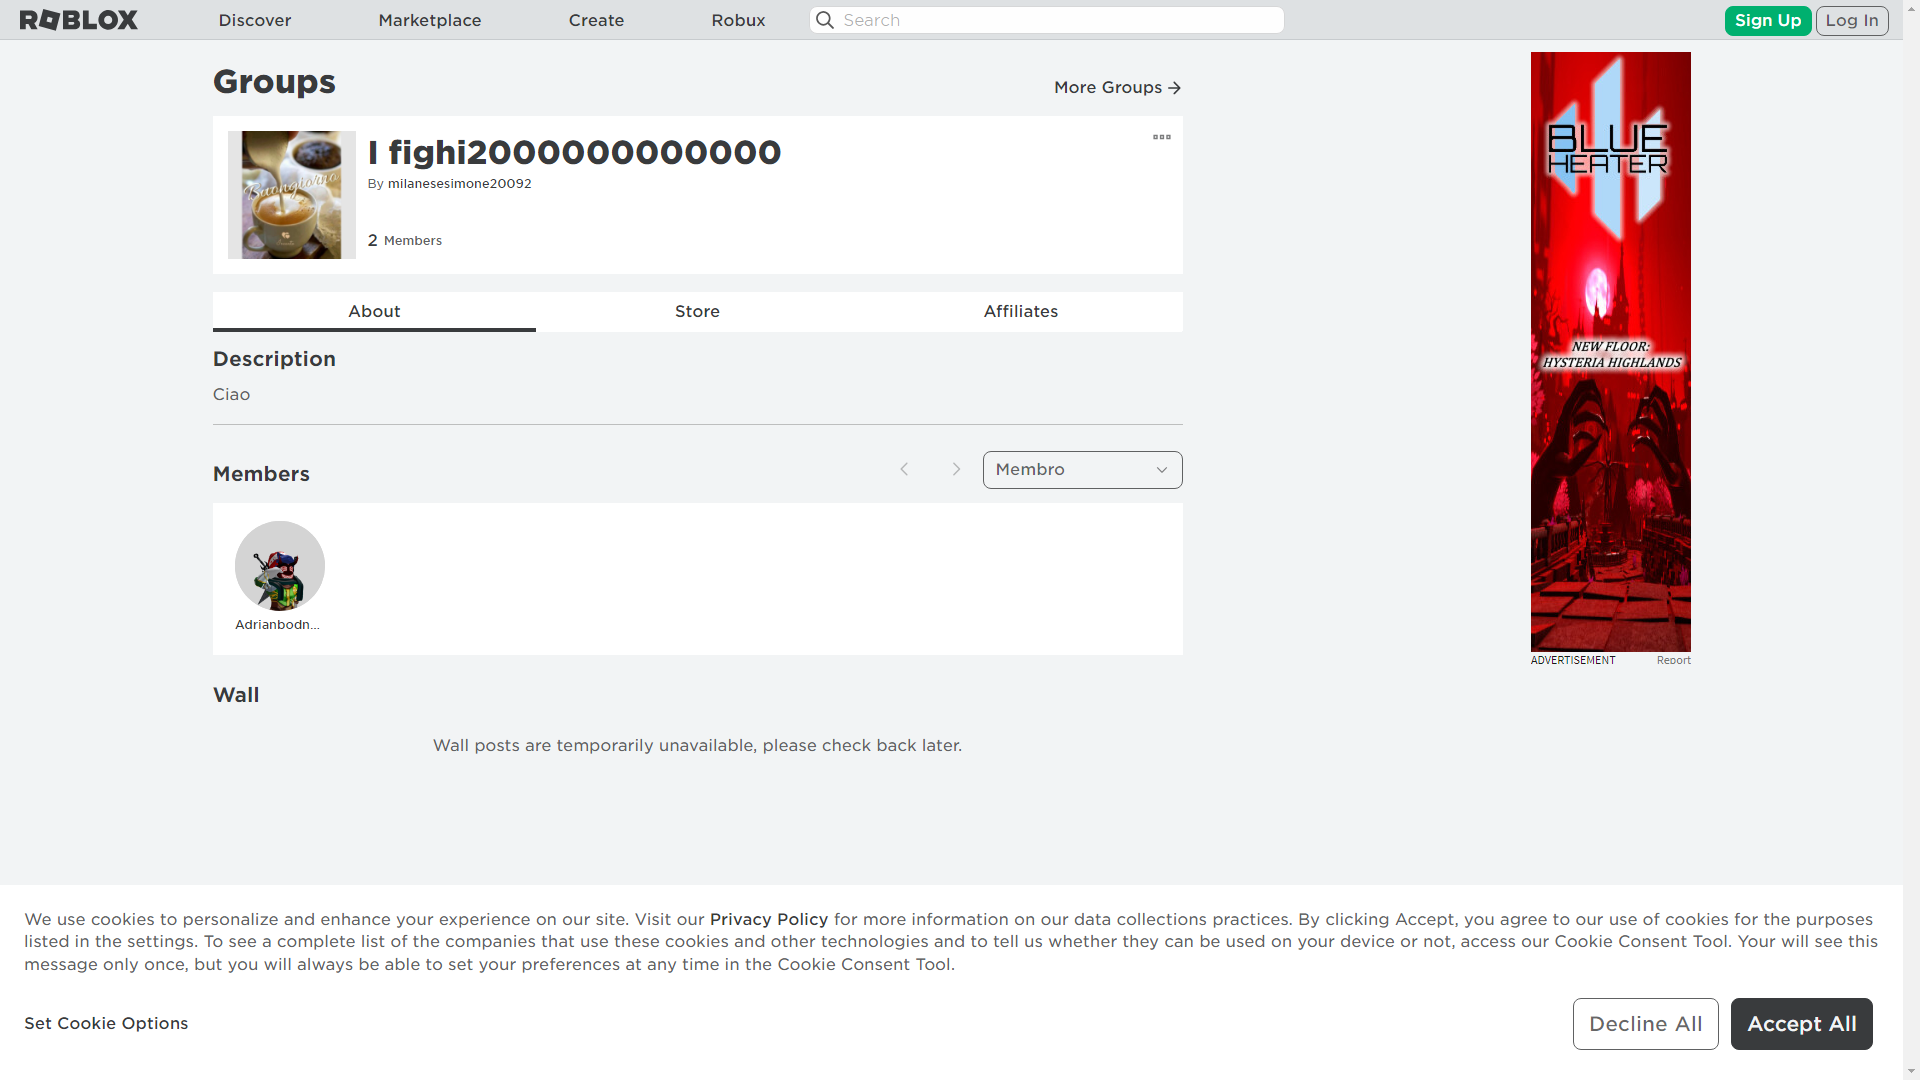 ROBLOX
Discover
Marketplace
Create
Robux
Search
Sign Up
Log In
Groups
More Groups
I fighi2000000000000
By milanesesimone20092
2 Members
Buongiorno
About
Store
Affiliates
Description
Ciao
Members
Membro
Adrianbodn...
Wall
Wall posts are temporarily unavailable, please check back later.
BLUE
HEATER
NEW FLOOR:
HYSTERIA HIGHLANDS
ADVERTISEMENT
Report
We use cookies to personalize and enhance your experience on our site. Visit our Privacy Policy for more information on our data collections practices. By clicking Accept, you agree to our use of cookies for the purposes
listed in the settings. To see a complete list of the companies that use these cookies and other technologies and to tell us whether they can be used on your device or not, access our Cookie Consent Tool. Your will see this
message only once, but you will always be able to set your preferences at any time in the Cookie Consent Tool.
Set Cookie Options
Decline All
Accept All